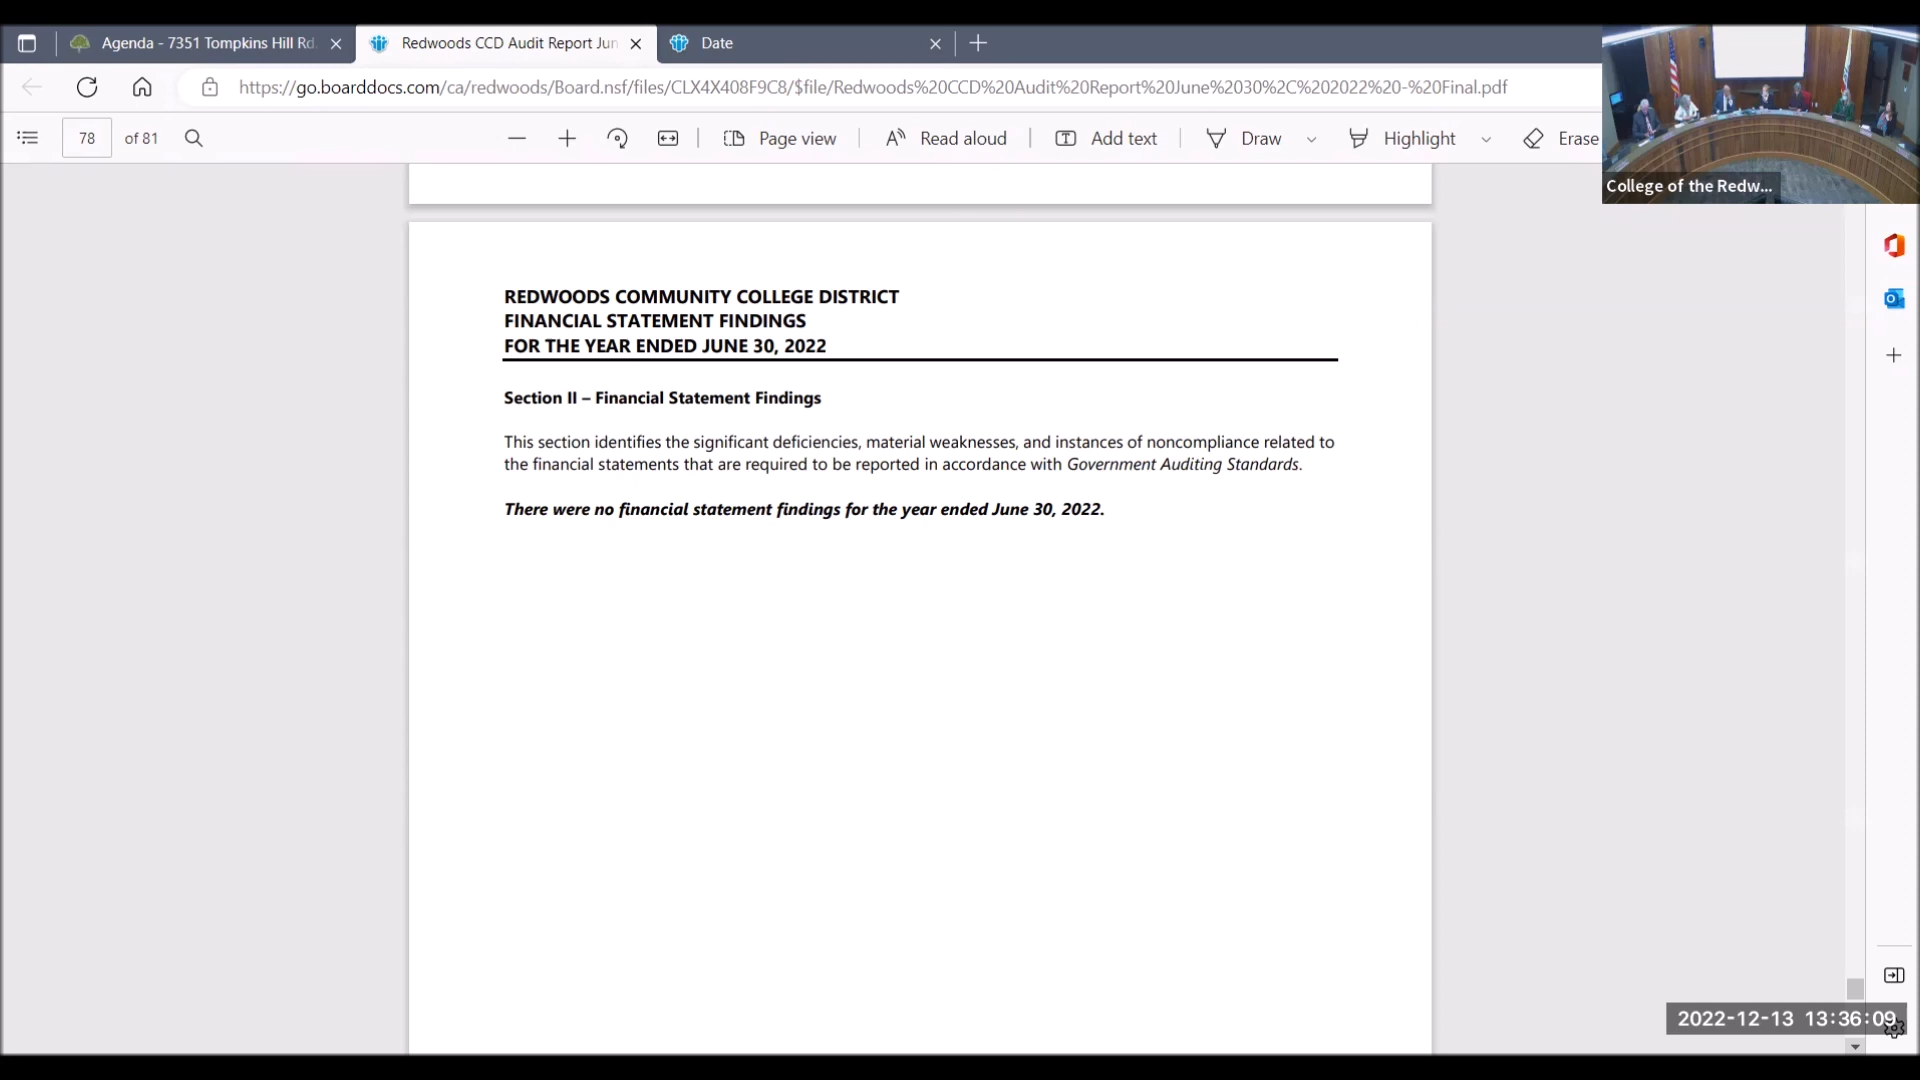 Agenda - 7351 Tompkins Hill Rd.
Redwoods CCD Audit Report Jun
Date
https://go.boarddocs.com/ca/redwoods/Board.nsf/files/CLX4X408F9C8/$file/Redwoods%20CCD%20Audit%20Report%20June%2030%2C%202022%20-%20Final.pdf
78 of 81
Page view
Read aloud
Add text
Draw
Highlight
Erase
College of the Redw...
REDWOODS COMMUNITY COLLEGE DISTRICT
FINANCIAL STATEMENT FINDINGS
FOR THE YEAR ENDED JUNE 30, 2022
Section II – Financial Statement Findings
This section identifies the significant deficiencies, material weaknesses, and instances of noncompliance related to
the financial statements that are required to be reported in accordance with Government Auditing Standards.
There were no financial statement findings for the year ended June 30, 2022.
2022-12-13 13:36:09